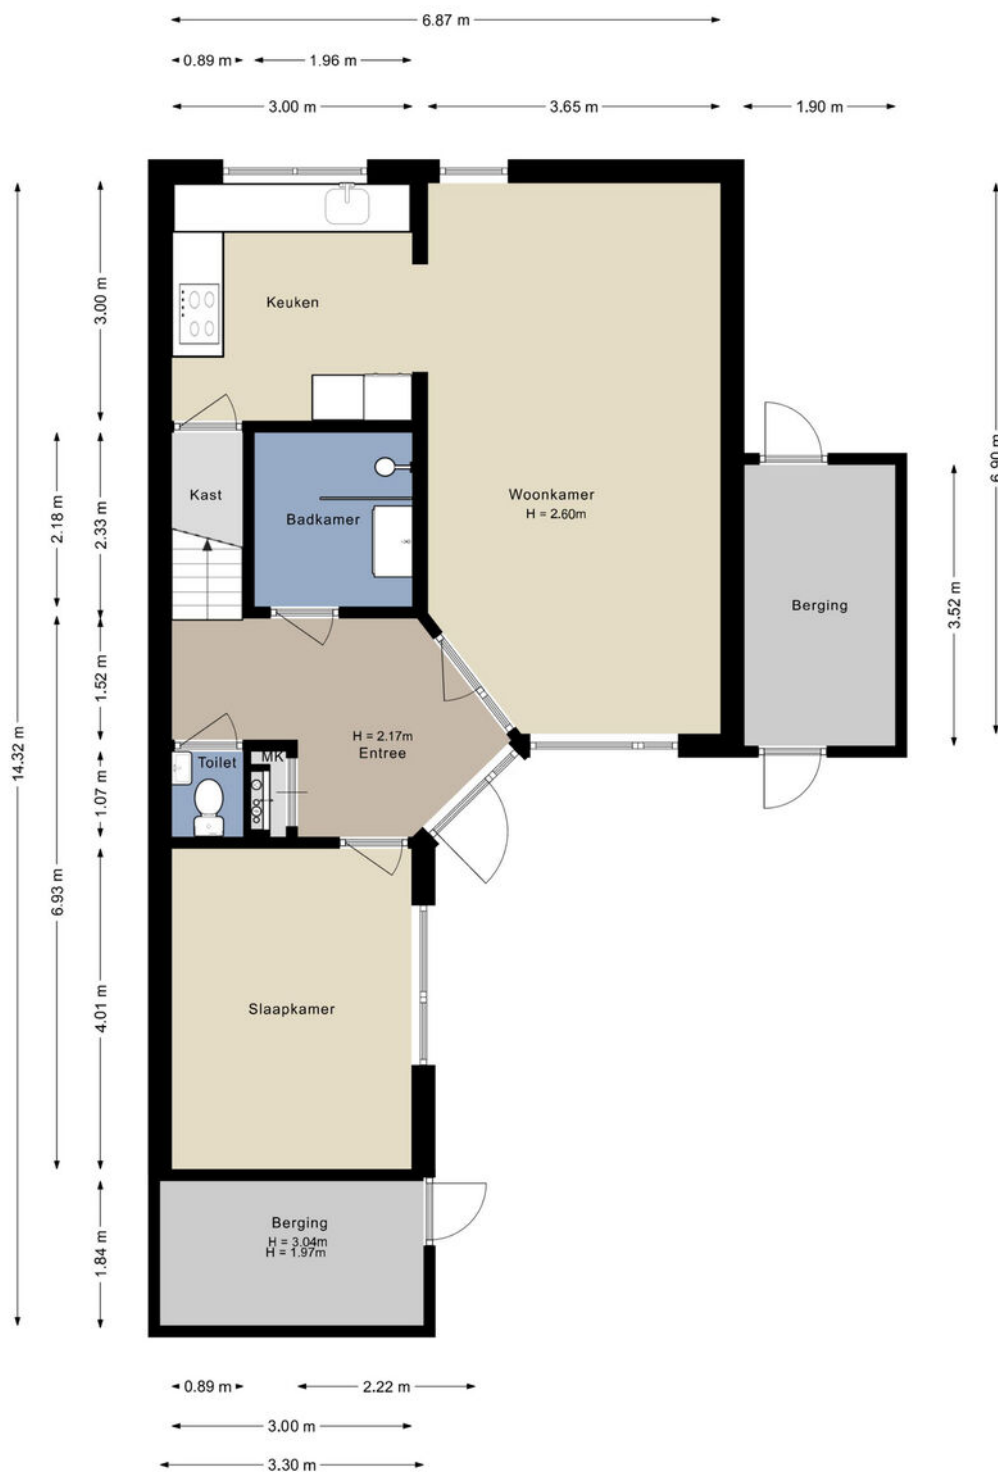 6.87 m
0.89 m
1.96 m
3.00 m
3.65 m
1.90 m
14.32 m
3.00 m
6.90 m
Keuken
2.18 m
2.33 m
Kast
Badkamer
Woonkamer
H = 2.60m
Berging
3.52 m
1.52 m
H = 2.17m
Entree
1.07 m
Toilet
MK
6.93 m
4.01 m
Slaapkamer
1.84 m
Berging
H = 3.04m
H = 1.97m
0.89 m
2.22 m
3.00 m
3.30 m